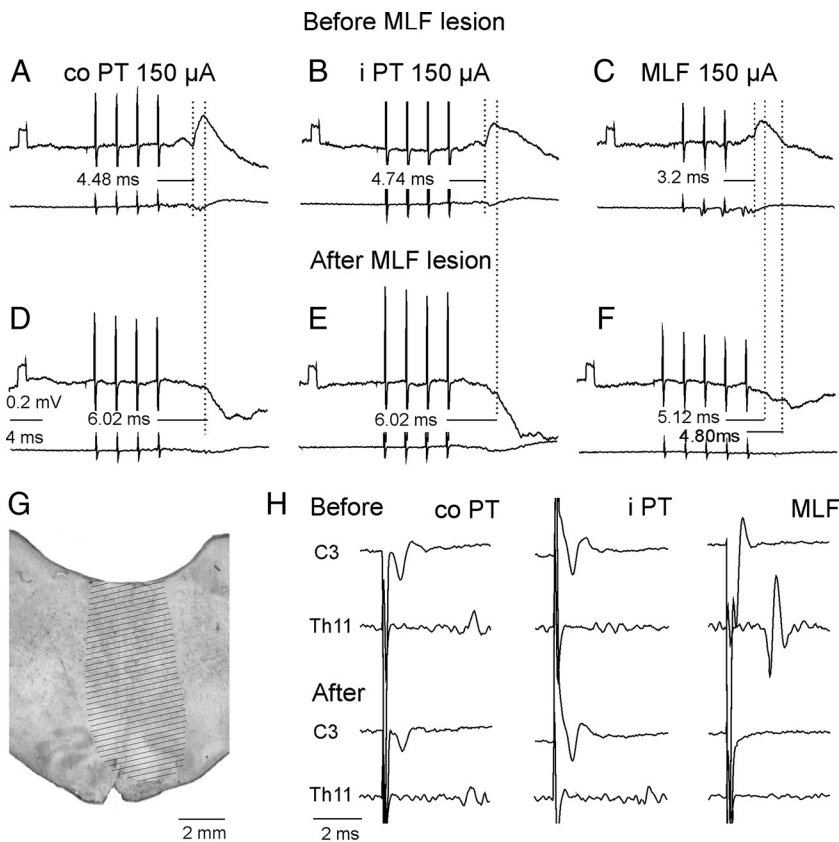 Before MLF lesion
A co PT 150 µA
B i PT 150 µA
C MLF 150 µA
4.48 ms
4.74 ms
3.2 ms
After MLF lesion
D
E
F
0.2 mV
4 ms
6.02 ms
6.02 ms
5.12 ms
4.80ms
G
2 mm
H Before co PT i PT MLF
C3
Th11
After
C3
Th11
2 ms